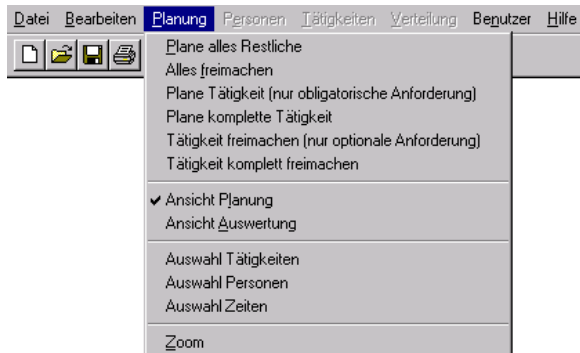 Datei Bearbeiten Planung Personen Tätigkeiten Verteilung Benutzer Hilfe
Plane alles Restliche
Alles freimachen
Plane Tätigkeit (nur obligatorische Anforderung)
Plane komplette Tätigkeit
Tätigkeit freimachen (nur optionale Anforderung)
Tätigkeit komplett freimachen
Ansicht Planung
Ansicht Auswertung
Auswahl Tätigkeiten
Auswahl Personen
Auswahl Zeiten
Zoom